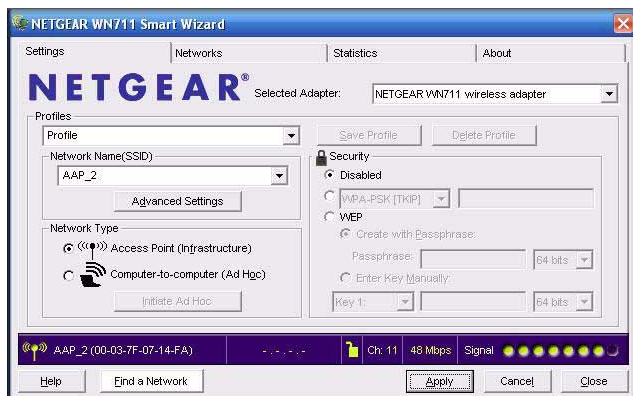 NETGEAR WN711 Smart Wizard
Settings Networks Statistics About
NETGEAR® Selected Adapter: NETGEAR WN711 wireless adapter
Profiles
Profile Save Profile Delete Profile
Network Name(SSID)
AAP_2
Advanced Settings
Security
Disabled
WPA-PSK [TKIP]
WEP
Create with Passphrase:
Passphrase: 64 bits
Enter Key Manually:
Key 1: 64 bits
Network Type
Access Point (Infrastructure)
Computer-to-computer (Ad Hoc)
Initiate Ad Hoc
AAP_2 (00-03-7F-07-14-FA) -.-.-.- Ch: 11 48 Mbps Signal
Help Find a Network Apply Cancel Close